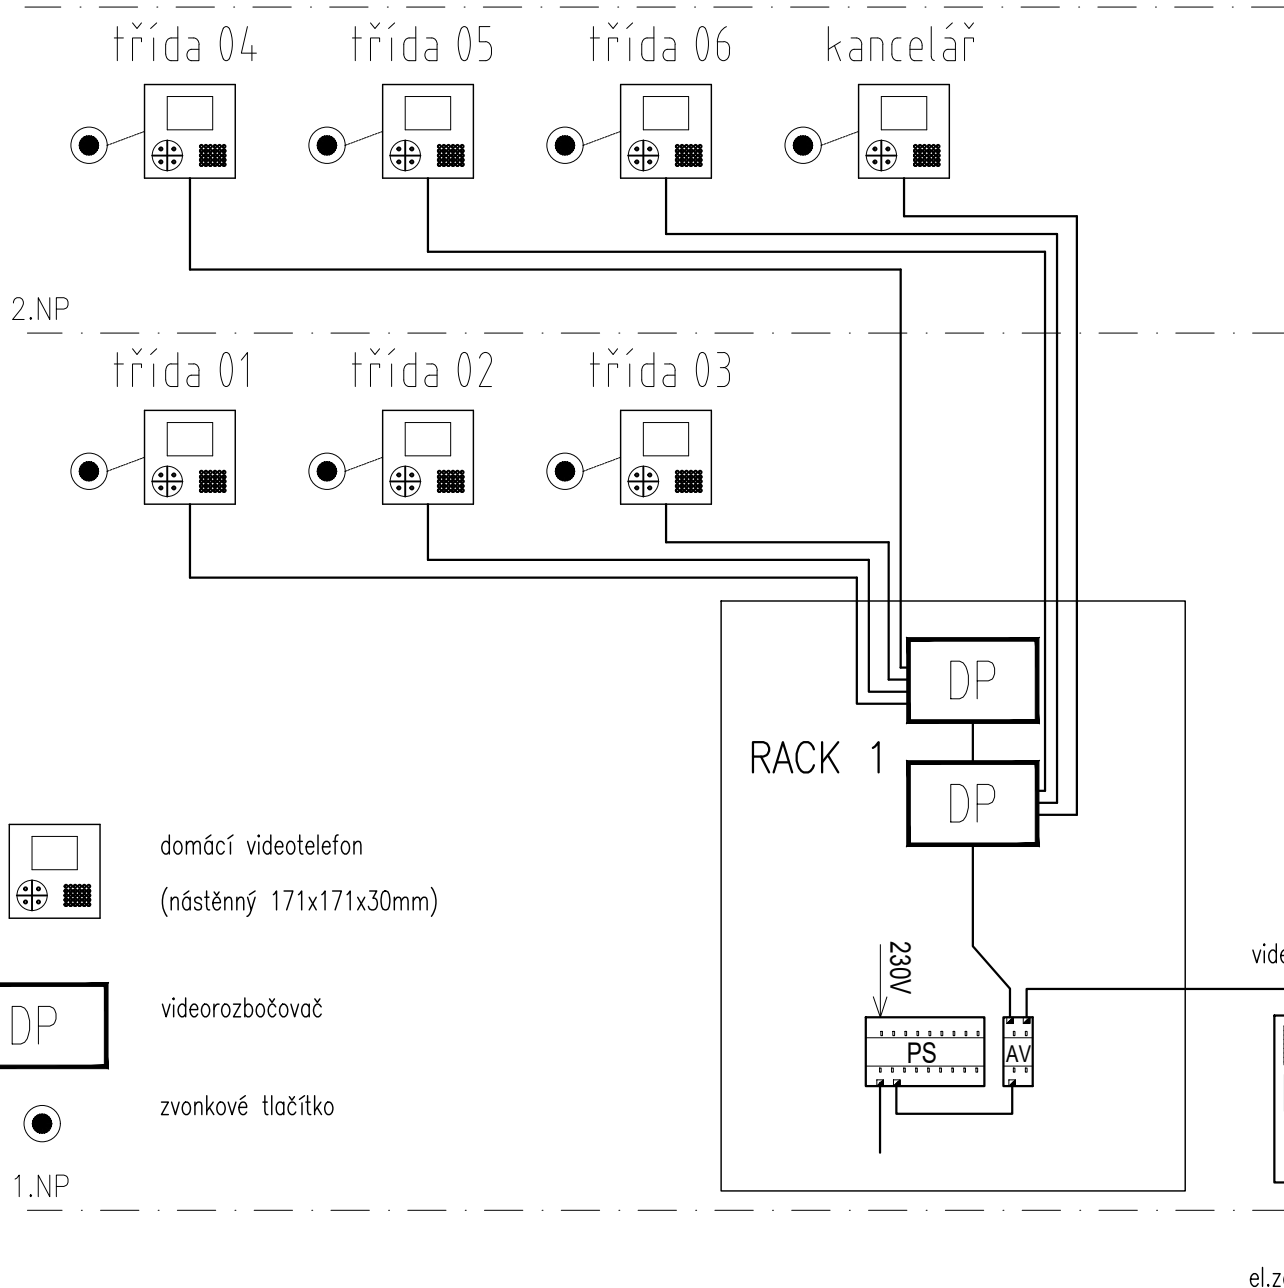 třída 04 třída 05 třída 06 kancelář
2.NP
třída 01 třída 02 třída 03
DP
RACK 1
DP
domácí videotelefon
(nástěnný 171x171x30mm)
230V
DP videorozbočovač
PS AV
zvonkové tlačítko
1.NP